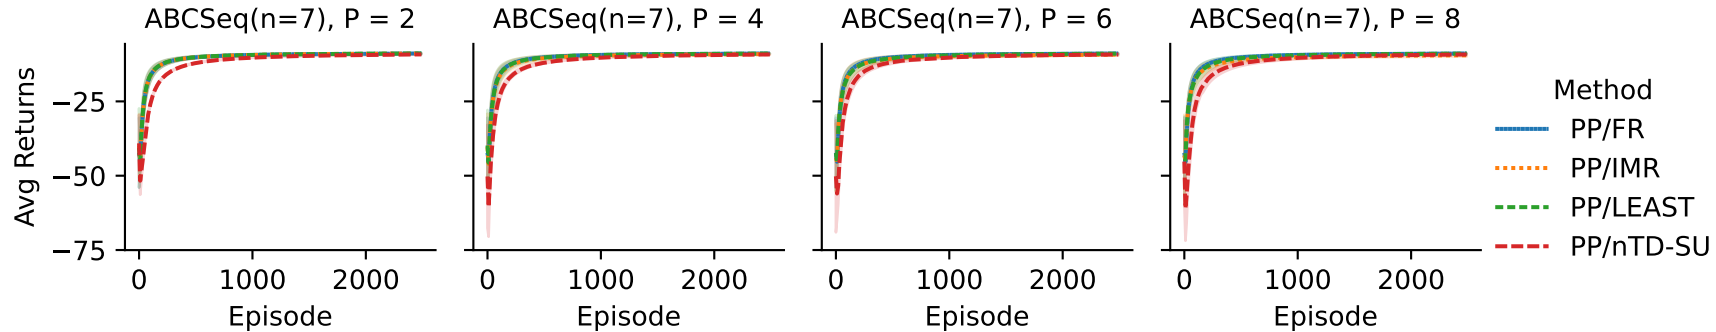 ABCSeq(n=7), P = 2
ABCSeq(n=7), P = 4
ABCSeq(n=7), P = 6
ABCSeq(n=7), P = 8
Avg Returns
−25
−50
−75
0 1000 2000
0 1000 2000
0 1000 2000
0 1000 2000
Episode
Episode
Episode
Episode
Method
PP/FR
PP/IMR
PP/LEAST
PP/nTD-SU